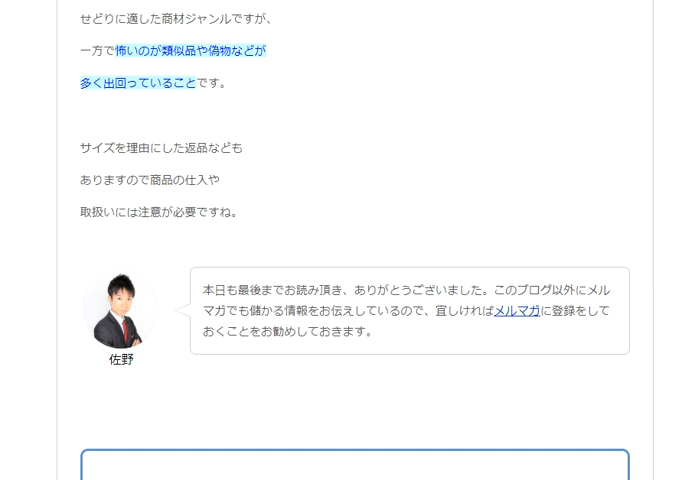 せどりに適した商材ジャンルですが、
一方で怖いのが類似品や偽物などが
多く出回っていることです。
サイズを理由にした返品なども
ありますので商品の仕入や
取扱いには注意が必要ですね。
本日も最後までお読み頂き、ありがとうございました。このブログ以外にメル
マガでも儲かる情報をお伝えしているので、宜しければメルマガに登録をして
おくことをお勧めしておきます。
佐野